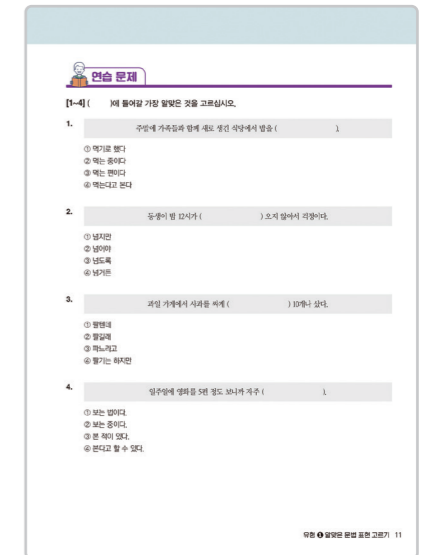 연습 문제
[1~4] (        )에 들어갈 가장 알맞은 것을 고르십시오.
1.
주말에 가족들과 함께 새로 생긴 식당에서 밥을 (        ).
① 먹기로 했다
② 먹는 중이다
③ 먹는 편이다
④ 먹는다고 본다
2.
동생이 밤 12시가 (        ) 오지 않아서 걱정이다.
① 넘지만
② 넘어야
③ 넘도록
④ 넘거든
3.
과일 가게에서 사과를 싸게 (        ) 10개나 샀다.
① 팔텐데
② 팔길래
③ 파느라고
④ 팔기는 하지만
4.
일주일에 영화를 5편 정도 보니까 자주 (        ).
① 보는 법이다.
② 보는 중이다.
③ 본 적이 있다.
④ 본다고 할 수 있다.
유형 ❶ 알맞은 문법 표현 고르기 11